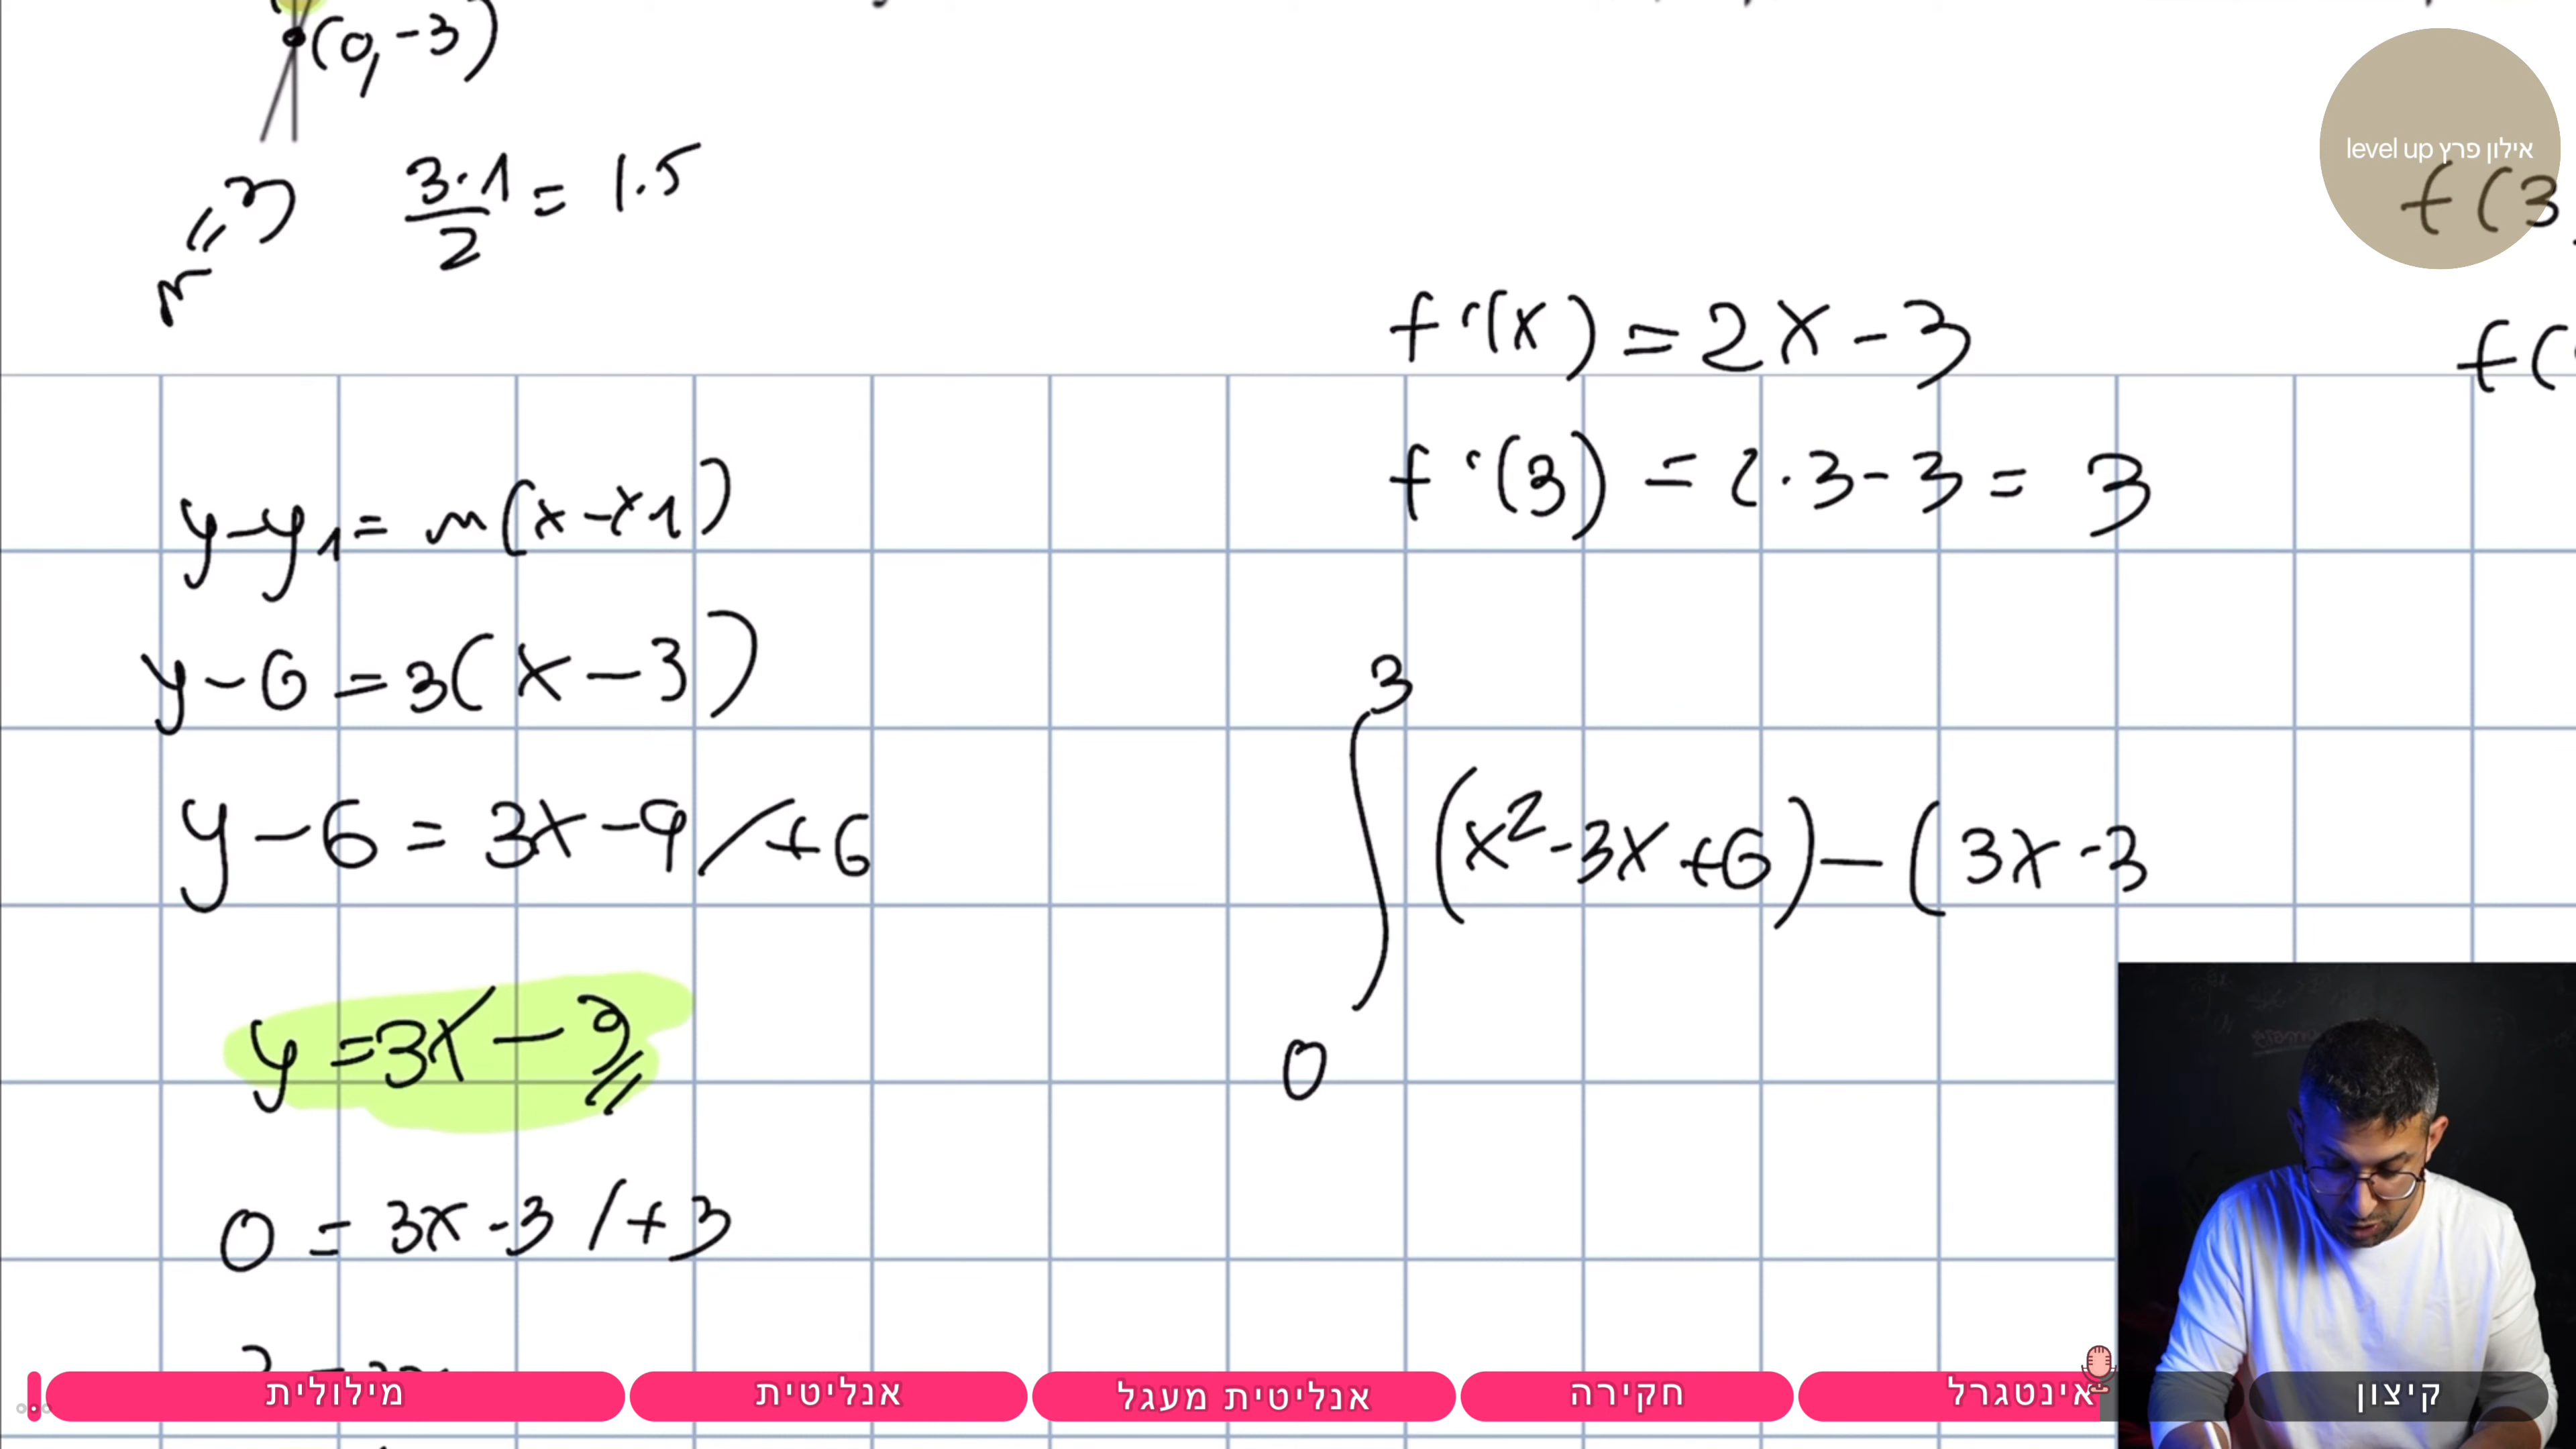 (0,-3)
level up אילון פרץ
f(3
m=3
3·1/2 = 1.5
f'(x) = 2x-3
f(
f'(3) = 2·3-3 = 3
y-y1 = m(x-x1)
y-6 = 3(x-3)
y-6 = 3x-9 /+6
∫ 3 0 (x²-3x+6)-(3x-3
y=3x-3
0 = 3x-3 /+3
מילולית
אנליטית
אנליטית מעגל
חקירה
אינטגרל
קיצון